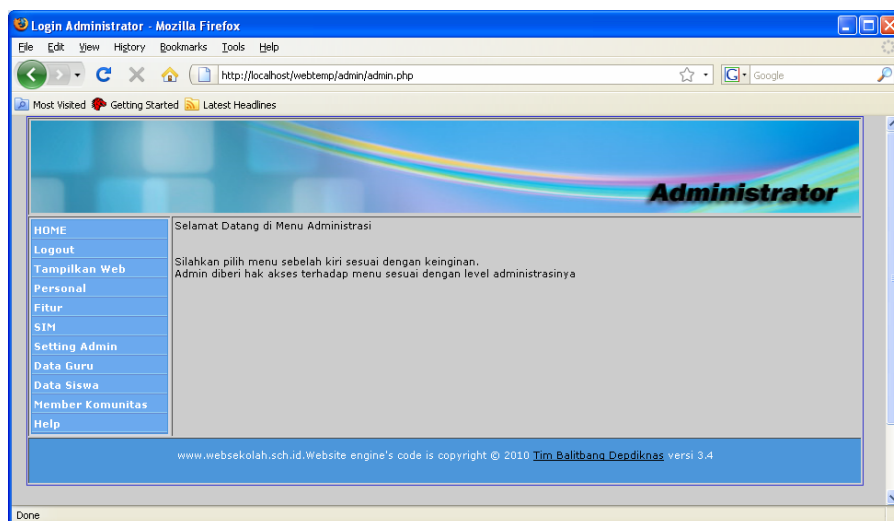 Login Administrator - Mozilla Firefox
File Edit View History Bookmarks Tools Help
http://localhost/webtemp/admin/admin.php
Google
Most Visited Getting Started Latest Headlines
Administrator
HOME
Logout
Tampilkan Web
Personal
Fitur
SIM
Setting Admin
Data Guru
Data Siswa
Member Komunitas
Help
Selamat Datang di Menu Administrasi
Silahkan pilih menu sebelah kiri sesuai dengan keinginan.
Admin diberi hak akses terhadap menu sesuai dengan level administrasinya
www.websekolah.sch.id.Website engine's code is copyright © 2010 Tim Balitbang Depdiknas versi 3.4
Done